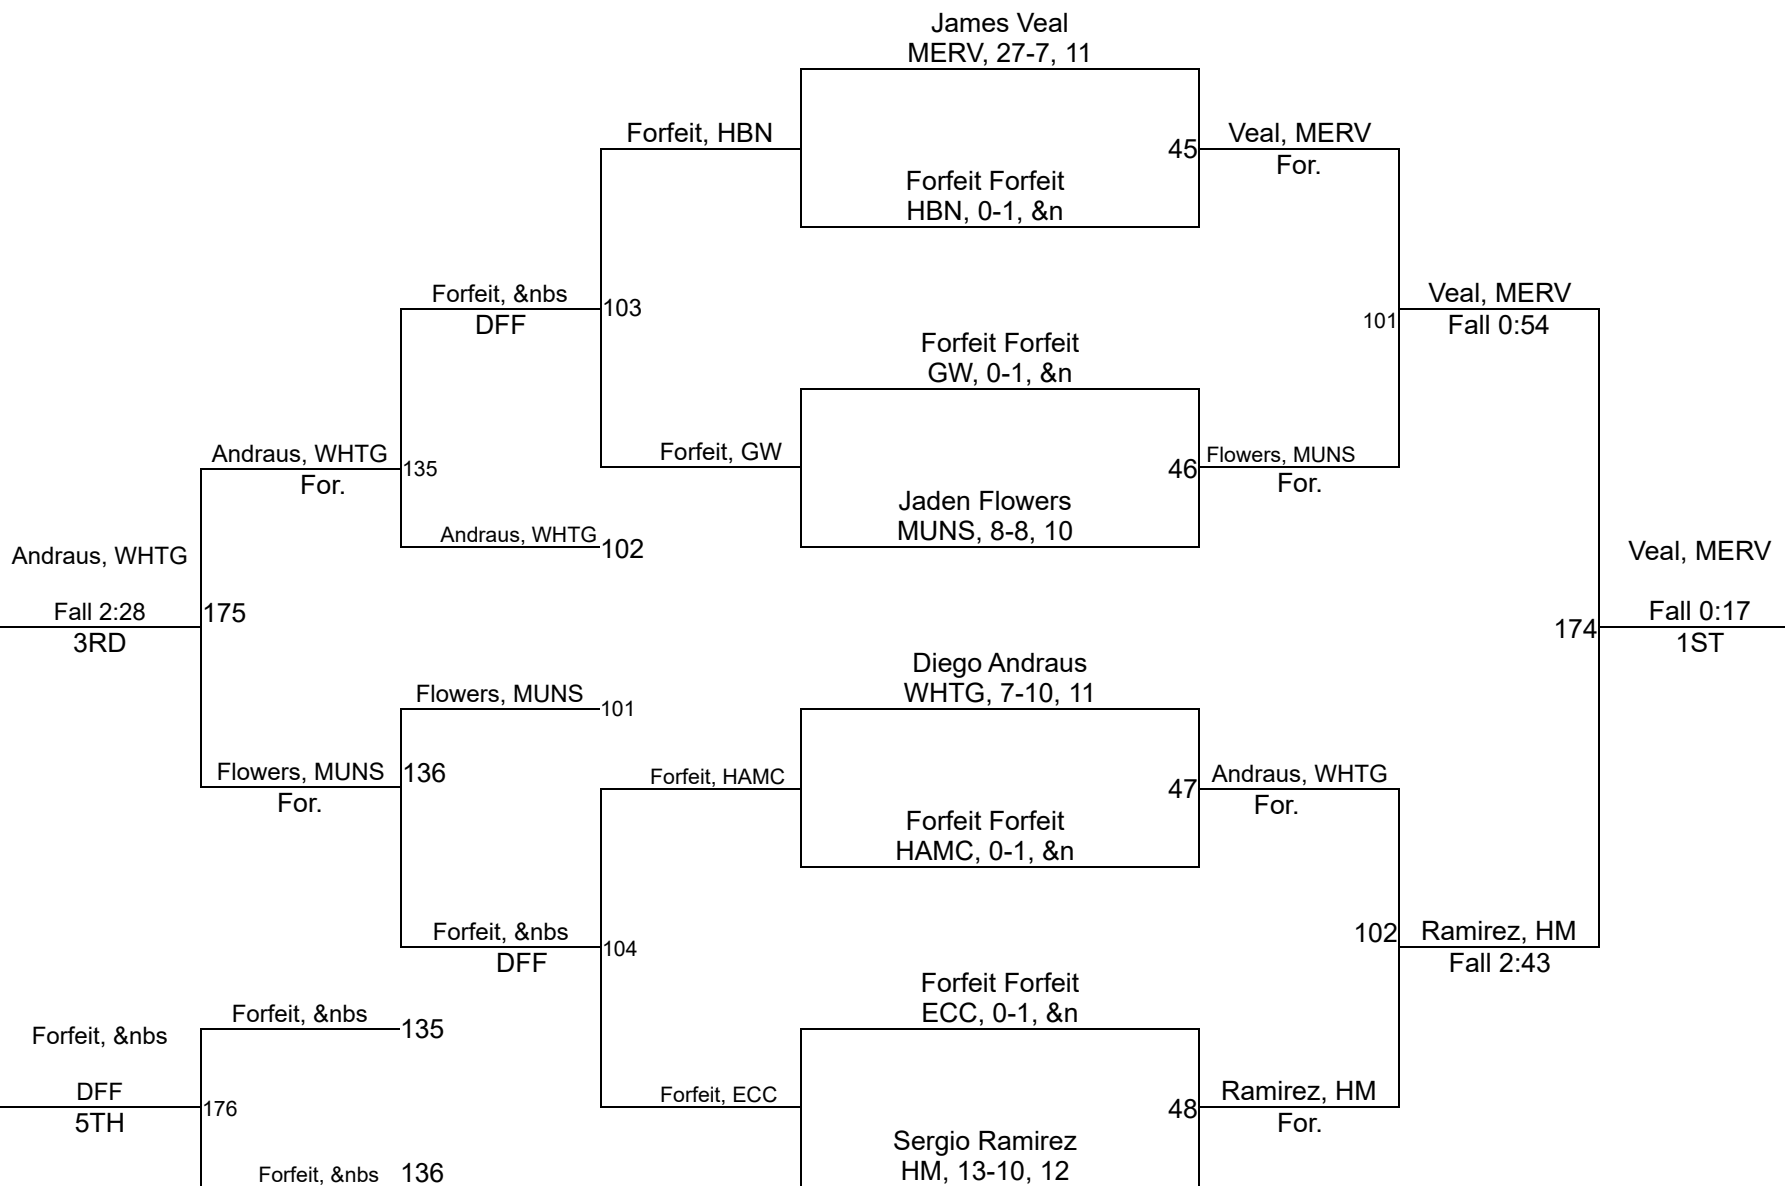 James Veal
MERV, 27-7, 11
Forfeit, HBN
45
Veal, MERV
For.
Forfeit Forfeit
HBN, 0-1, &n
Forfeit, &nbs
DFF
103
Veal, MERV
101
Fall 0:54
Forfeit Forfeit
GW, 0-1, &n
Andraus, WHTG
For.
135
Forfeit, GW
46
Flowers, MUNS
For.
Jaden Flowers
MUNS, 8-8, 10
Andraus, WHTG
102
Andraus, WHTG
Fall 2:28
3RD
175
Veal, MERV
174
Fall 0:17
1ST
Diego Andraus
WHTG, 7-10, 11
Flowers, MUNS
101
Flowers, MUNS
For.
136
Forfeit, HAMC
47
Andraus, WHTG
For.
Forfeit Forfeit
HAMC, 0-1, &n
Forfeit, &nbs
DFF
104
102
Ramirez, HM
Fall 2:43
Forfeit Forfeit
ECC, 0-1, &n
Forfeit, &nbs
135
Forfeit, &nbs
DFF
5TH
176
Forfeit, ECC
48
Ramirez, HM
For.
Sergio Ramirez
HM, 13-10, 12
Forfeit, &nbs
136